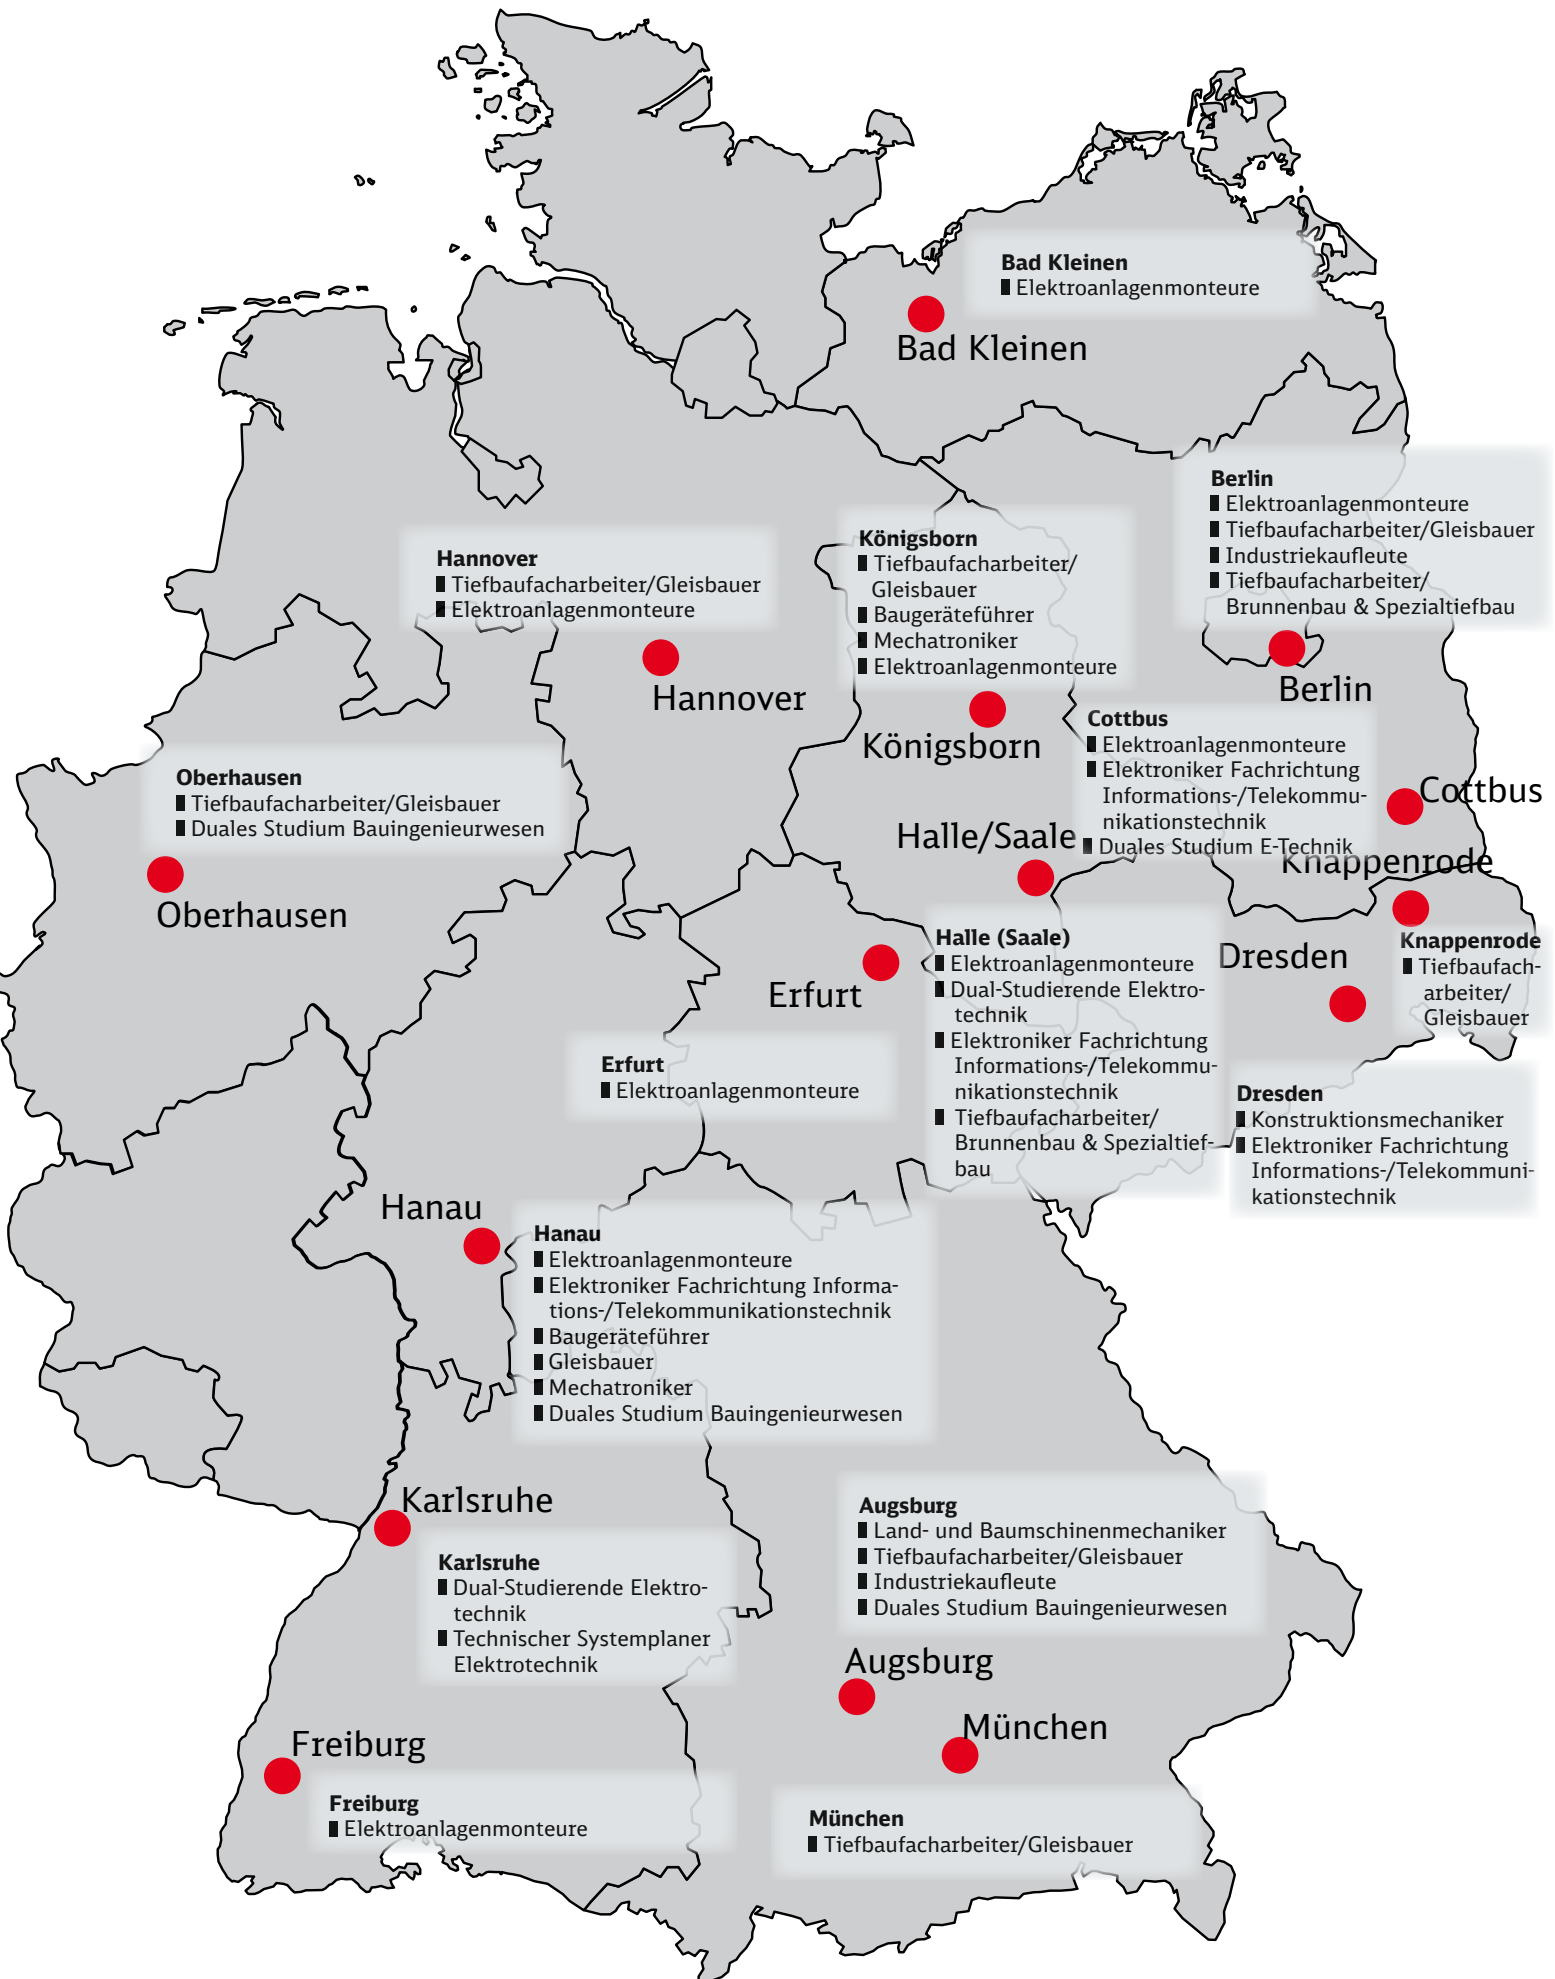 Bad Kleinen
Elektroanlagenmonteure
Bad Kleinen
Berlin
Elektroanlagenmonteure
Tiefbaufacharbeiter/Gleisbauer
Industriekaufleute
Tiefbaufacharbeiter/
Brunnenbau & Spezialtiefbau
Berlin
Hannover
Tiefbaufacharbeiter/Gleisbauer
Elektroanlagenmonteure
Hannover
Königsborn
Tiefbaufacharbeiter/
Gleisbauer
Baugeräteführer
Mechatroniker
Elektroanlagenmonteure
Königsborn
Cottbus
Elektroanlagenmonteure
Elektroniker Fachrichtung
Informations-/Telekommu-
nikationstechnik
Duales Studium E-Technik
Cottbus
Oberhausen
Tiefbaufacharbeiter/Gleisbauer
Duales Studium Bauingenieurwesen
Oberhausen
Halle/Saale
Knappenrode
Halle (Saale)
Elektroanlagenmonteure
Dual-Studierende Elektro-
technik
Elektroniker Fachrichtung
Informations-/Telekommu-
nikationstechnik
Tiefbaufacharbeiter/
Brunnenbau & Spezialtief-
bau
Dresden
Knappenrode
Tiefbaufach-
arbeiter/
Gleisbauer
Erfurt
Erfurt
Elektroanlagenmonteure
Dresden
Konstruktionsmechaniker
Elektroniker Fachrichtung
Informations-/Telekommuni-
kationstechnik
Hanau
Hanau
Elektroanlagenmonteure
Elektroniker Fachrichtung Informa-
tions-/Telekommunikationstechnik
Baugeräteführer
Gleisbauer
Mechatroniker
Duales Studium Bauingenieurwesen
Karlsruhe
Karlsruhe
Dual-Studierende Elektro-
technik
Technischer Systemplaner
Elektrotechnik
Augsburg
Land- und Baumschinenmechaniker
Tiefbaufacharbeiter/Gleisbauer
Industriekaufleute
Duales Studium Bauingenieurwesen
Augsburg
München
Freiburg
Freiburg
Elektroanlagenmonteure
München
Tiefbaufacharbeiter/Gleisbauer